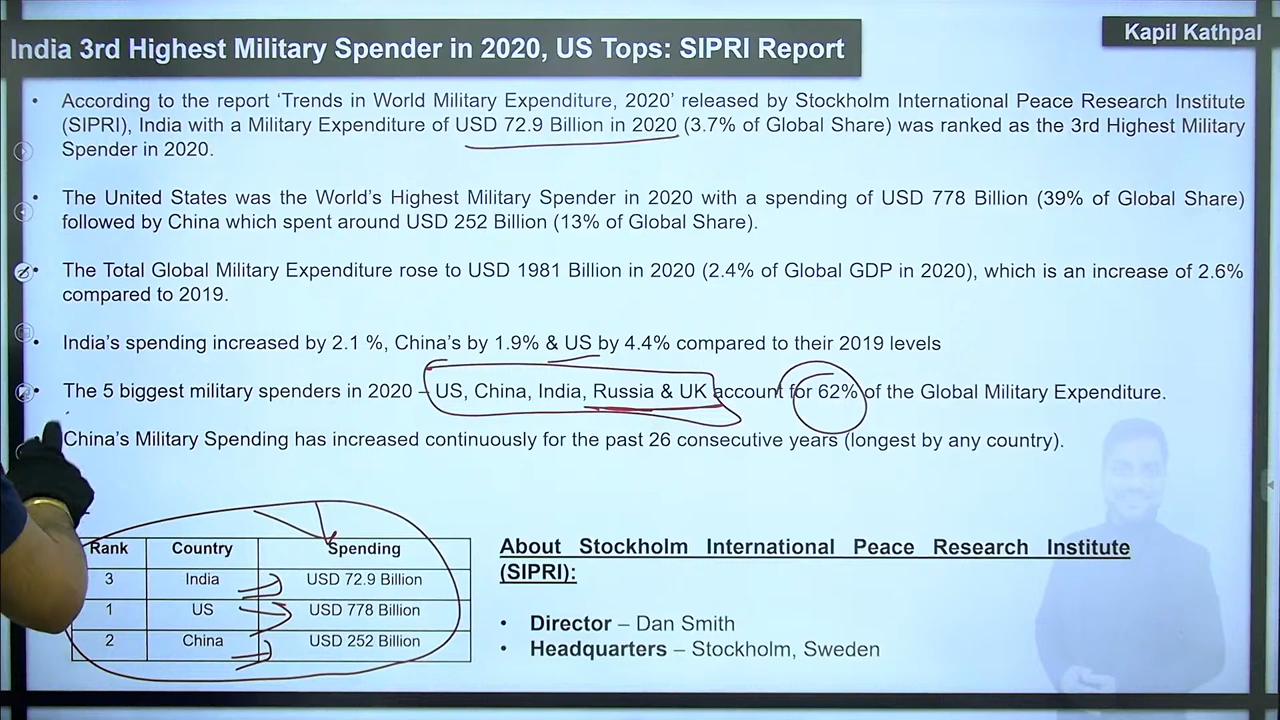 India 3rd Highest Military Spender in 2020, US Tops: SIPRI Report
Kapil Kathpal
• According to the report ‘Trends in World Military Expenditure, 2020’ released by Stockholm International Peace Research Institute
(SIPRI), India with a Military Expenditure of USD 72.9 Billion in 2020 (3.7% of Global Share) was ranked as the 3rd Highest Military
Spender in 2020.
• The United States was the World’s Highest Military Spender in 2020 with a spending of USD 778 Billion (39% of Global Share)
followed by China which spent around USD 252 Billion (13% of Global Share).
• The Total Global Military Expenditure rose to USD 1981 Billion in 2020 (2.4% of Global GDP in 2020), which is an increase of 2.6%
compared to 2019.
• India’s spending increased by 2.1 %, China’s by 1.9% & US by 4.4% compared to their 2019 levels
• The 5 biggest military spenders in 2020 – US, China, India, Russia & UK account for 62% of the Global Military Expenditure.
China’s Military Spending has increased continuously for the past 26 consecutive years (longest by any country).
Rank Country Spending
3 India USD 72.9 Billion
1 US USD 778 Billion
2 China USD 252 Billion
About Stockholm International Peace Research Institute
(SIPRI):
• Director – Dan Smith
• Headquarters – Stockholm, Sweden